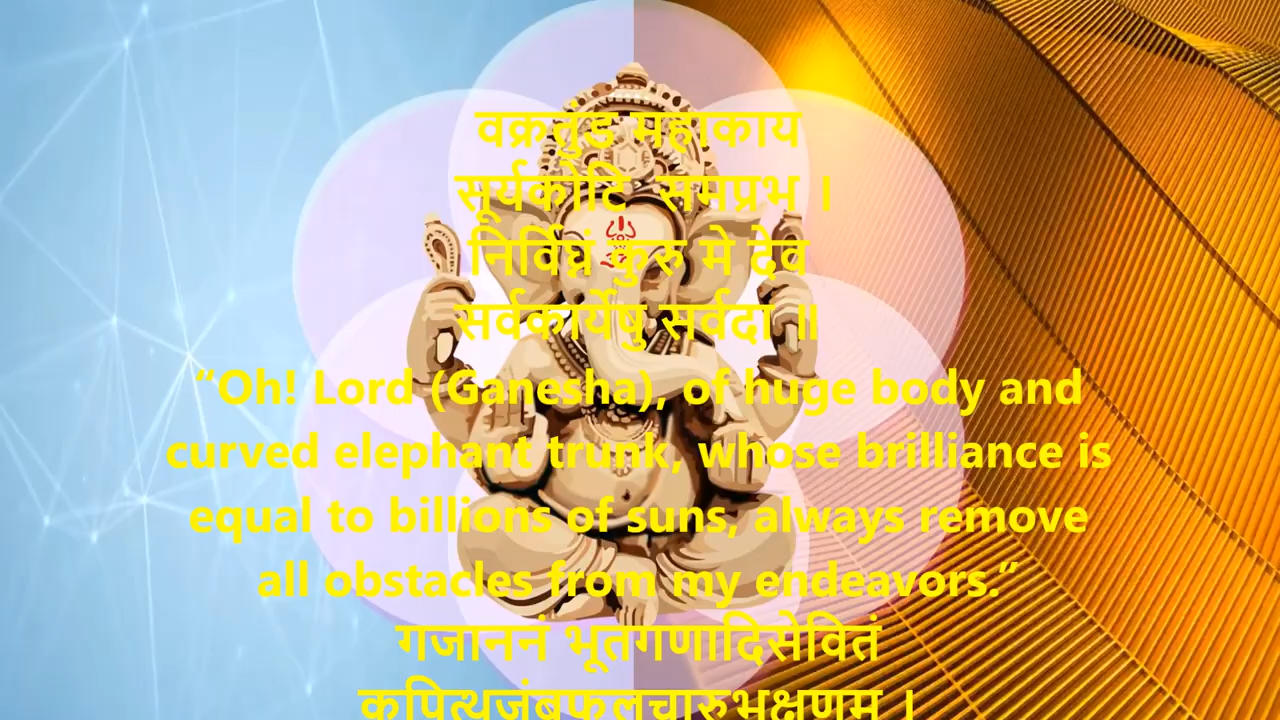 वक्रतुंड महाकाय
सूर्यकोटि समप्रभ ।
निर्विघ्नं कुरु मे देव
सर्वकार्येषु सर्वदा ॥
“Oh! Lord (Ganesha), of huge body and
curved elephant trunk, whose brilliance is
equal to billions of suns, always remove
all obstacles from my endeavors.”
गजाननं भूतगणादिसेवितं
कपित्थजंबूफलचारुभक्षणम् ।